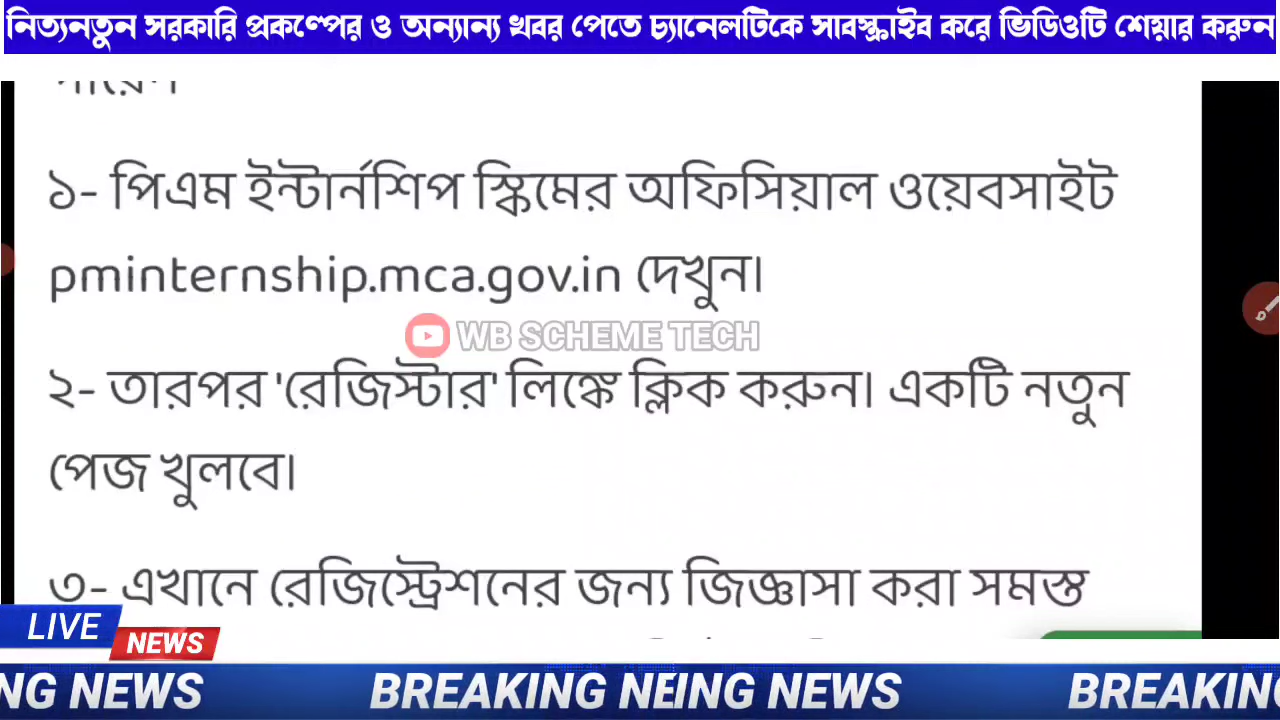 নিত্যনতুন সরকারি প্রকল্পের ও অন্যান্য খবর পেতে চ্যানেলটিকে সাবস্ক্রাইব করে ভিডিওটি শেয়ার করুন
১- পিএম ইন্টার্নশিপ স্কিমের অফিসিয়াল ওয়েবসাইট
pminternship.mca.gov.in দেখুন।
WB SCHEME TECH
২- তারপর 'রেজিস্টার' লিঙ্কে ক্লিক করুন। একটি নতুন
পেজ খুলবে।
৩- এখানে রেজিস্ট্রেশনের জন্য জিজ্ঞাসা করা সমস্ত
LIVE
NEWS
NG NEWS BREAKING NEING NEWS BREAKING